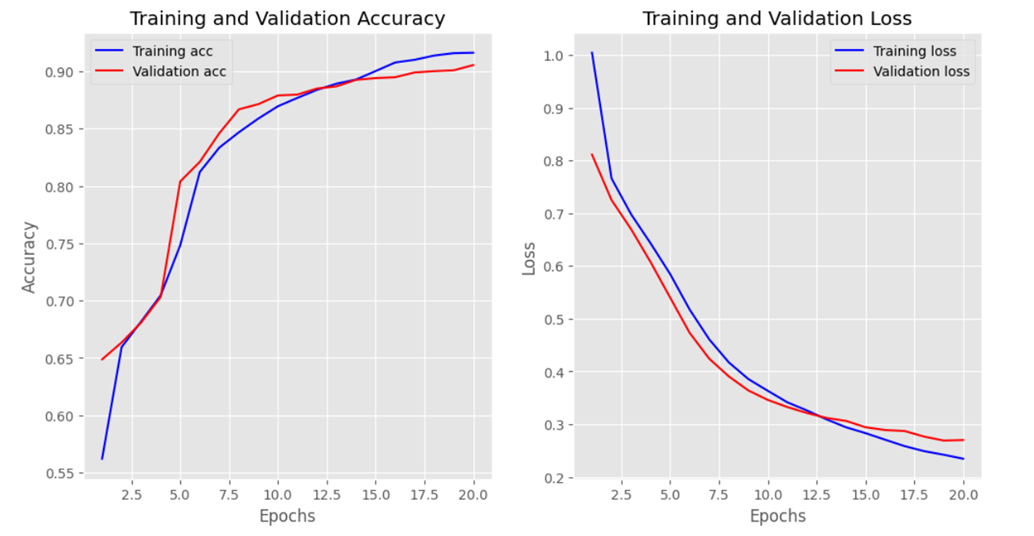 Training and Validation Accuracy
Training acc
Validation acc
0.90
0.85
0.80
0.75
0.70
0.65
0.60
0.55
Accuracy
2.5 5.0 7.5 10.0 12.5 15.0 17.5 20.0
Epochs
Training and Validation Loss
Training loss
Validation loss
1.0
0.9
0.8
0.7
0.6
0.5
0.4
0.3
0.2
Loss
2.5 5.0 7.5 10.0 12.5 15.0 17.5 20.0
Epochs